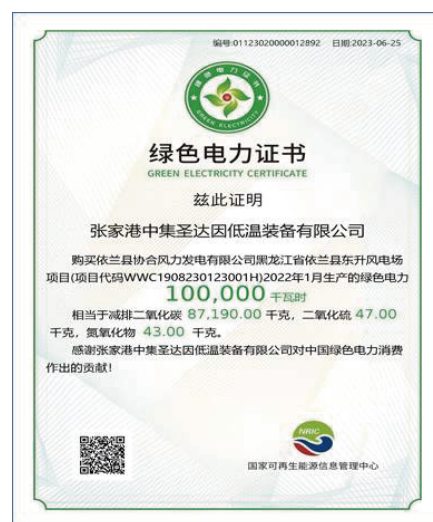 编号:01123020000012892 日期:2023-06-25
绿色电力证书
GREEN ELECTRICITY
绿色电力证书
GREEN ELECTRICITY CERTIFICATE
兹此证明
张家港中集圣达因低温装备有限公司
购买依兰县协合风力发电有限公司黑龙江省依兰县东升风电场
项目(项目代码WWC1908230123001H)2022年1月生产的绿色电力
100,000 千瓦时
相当于减排二氧化碳 87,190.00 千克，二氧化硫 47.00
千克，氮氧化物 43.00 千克。
感谢张家港中集圣达因低温装备有限公司对中国绿色电力消费
作出的贡献!
NRIC
国家可再生能源信息管理中心